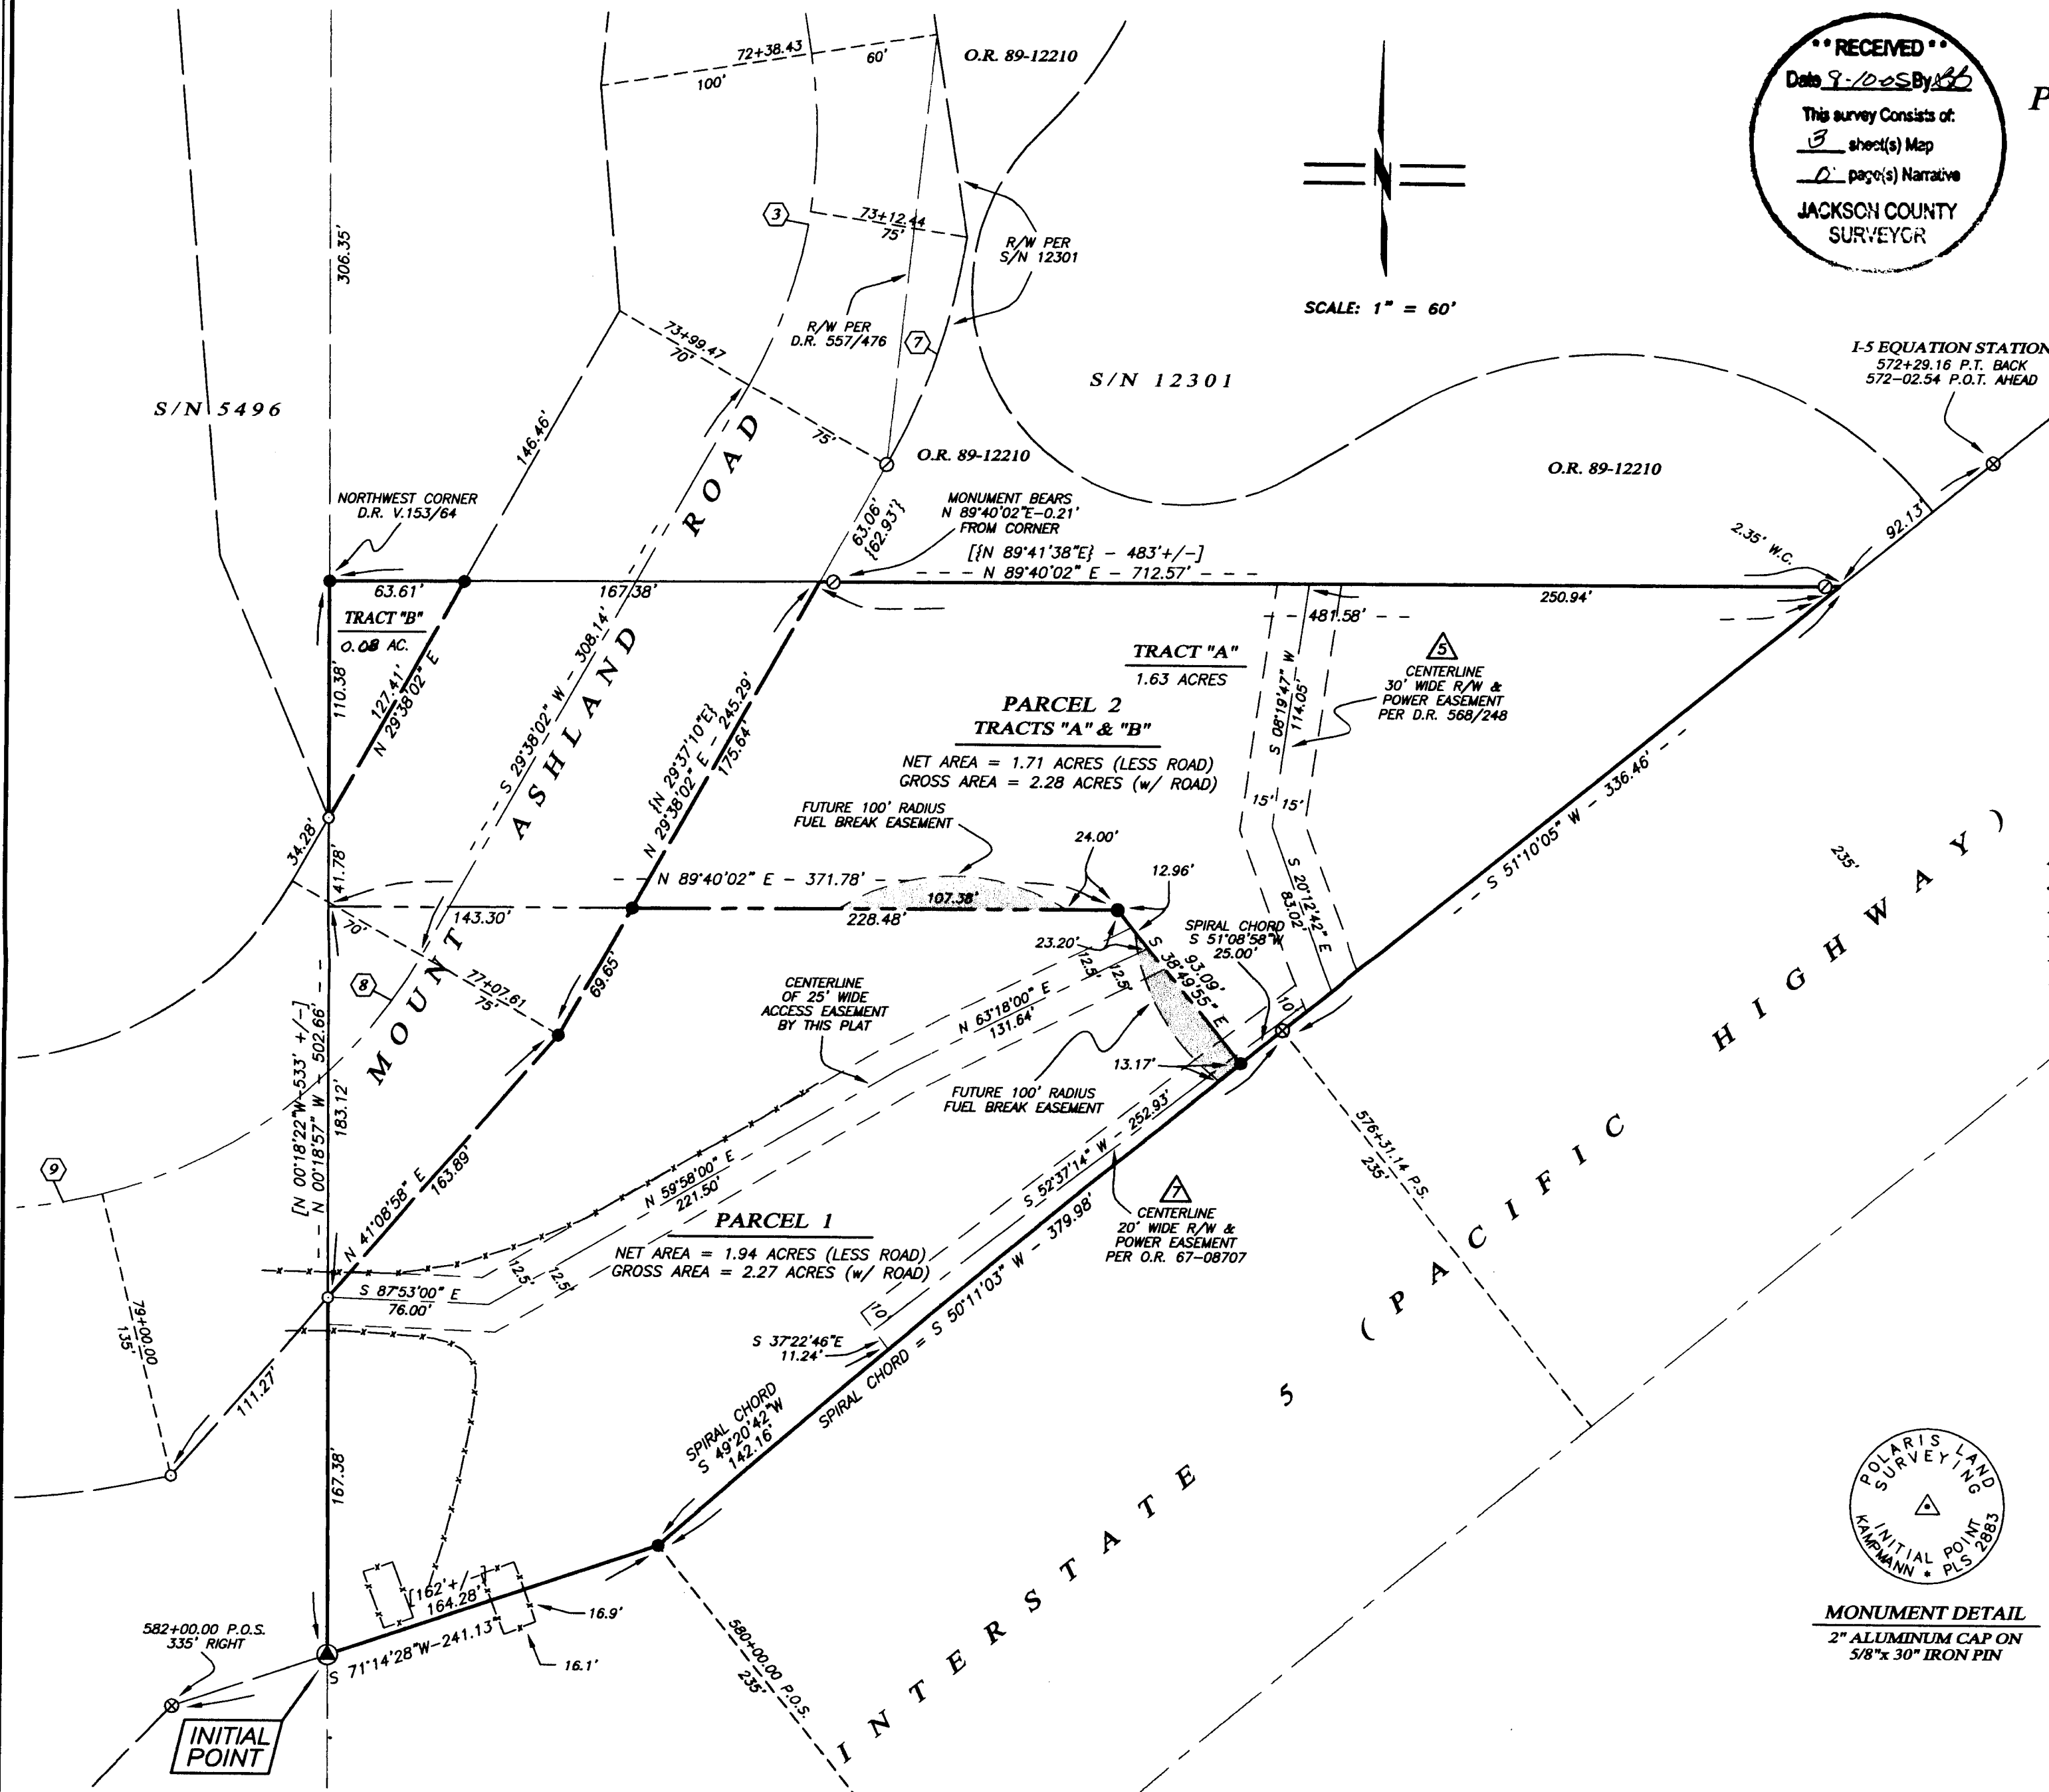 72+38.43
100'
60'
O.R. 89-12210
** RECEIVED **
Date 9-10-05 By
This survey Consists of:
3 sheet(s) Map
0 page(s) Narrative
JACKSON COUNTY
SURVEYOR
P
306.35'
3
73+12.44
75'
R/W PER
S/N 12301
R/W PER
D.R. 557/476
7
N
SCALE: 1" = 60'
73+99.47
70'
75'
S/N 5496
S/N 12301
I-5 EQUATION STATION
572+29.16 P.T. BACK
572-02.54 P.O.T. AHEAD
146.46'
O.R. 89-12210
O.R. 89-12210
NORTHWEST CORNER
D.R. V.153/64
MONUMENT BEARS
N 89°40'02"E-0.21'
FROM CORNER
63.06'
{62.93'}
[{N 89°41'38"E} - 483'+/-]
N 89°40'02" E - 712.57'
2.35' W.C.
92.13'
63.61'
167.38'
250.94'
481.58'
TRACT "B"
0.08 AC.
110.38'
127.41'
N 29°38'02" E
S 29°38'02" W - 308.14'
MOUNT ASHLAND ROAD
{N 29°37'10"E}
N 29°38'02" E - 245.29'
175.64'
TRACT "A"
1.63 ACRES
PARCEL 2
TRACTS "A" & "B"
NET AREA = 1.71 ACRES (LESS ROAD)
GROSS AREA = 2.28 ACRES (w/ ROAD)
S 08°19'47" W
114.05'
5
CENTERLINE
30' WIDE R/W &
POWER EASEMENT
PER D.R. 568/248
15' 15'
S 51°10'05" W - 336.46'
FUTURE 100' RADIUS
FUEL BREAK EASEMENT
24.00'
12.96'
34.28'
41.78'
N 89°40'02" E - 371.78'
107.38'
143.30'
228.48'
70'
77+07.61
75'
8
69.65'
23.20'
12.5'
12.5'
S 38°49'55" E
93.09'
SPIRAL CHORD
S 51°08'58"W
25.00'
S 20°12'42" E
83.02'
10'
235'
CENTERLINE
OF 25' WIDE
ACCESS EASEMENT
BY THIS PLAT
N 63°18'00" E
131.64'
13.17'
FUTURE 100' RADIUS
FUEL BREAK EASEMENT
[N 00°18'22"W-533' +/-]
N 00°18'57" W - 502.66'
183.12'
9
N 41°08'58" E
163.89'
N 59°58'00" E
221.50'
S 52°37'14" W - 252.93'
7
CENTERLINE
20' WIDE R/W &
POWER EASEMENT
PER O.R. 67-08707
576+31.14 P.S.
235'
PARCEL 1
NET AREA = 1.94 ACRES (LESS ROAD)
GROSS AREA = 2.27 ACRES (w/ ROAD)
12.5'
12.5'
S 87°53'00" E
76.00'
79+00.00
135'
10'
S 37°22'46"E
11.24'
SPIRAL CHORD = S 50°11'03" W - 379.98'
111.27'
SPIRAL CHORD
S 49°20'42"W
142.16'
167.38'
INTERSTATE 5 (PACIFIC HIGHWAY)
[162'+/-]
164.28'
S 71°14'28"W-241.13'
16.9'
16.1'
582+00.00 P.O.S.
335' RIGHT
580+00.00 P.O.S.
235'
INITIAL
POINT
POLARIS LAND
SURVEYING
INITIAL POINT
KAMPMANN * PLS 2883
MONUMENT DETAIL
2" ALUMINUM CAP ON
5/8"x 30" IRON PIN